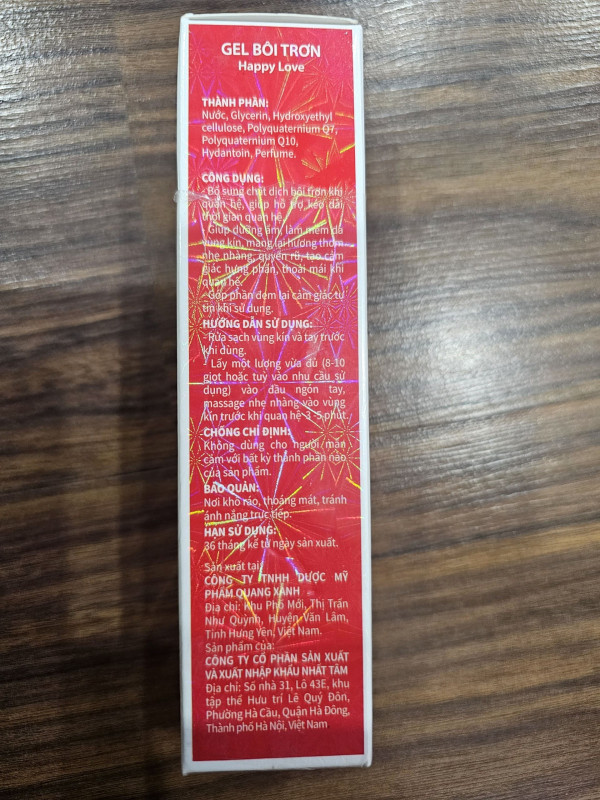 GEL BÔI TRƠN
Happy Love
THÀNH PHẦN:
Nước, Glycerin, Hydroxyethyl
cellulose, Polyquaternium Q7,
Polyquaternium Q10,
Hydantoin, Perfume.
CÔNG DỤNG:
- Bổ sung chất dịch bôi trơn khi
quan hệ, giúp hỗ trợ kéo dài
thời gian quan hệ.
- Giúp dưỡng ẩm, làm mềm da
vùng kín, mang lại hương thơm
nhẹ nhàng, quyến rũ, tạo cảm
giác hưng phấn, thoải mái khi
quan hệ.
- Góp phần đem lại cảm giác tự
tin khi sử dụng.
HƯỚNG DẪN SỬ DỤNG:
- Rửa sạch vùng kín và tay trước
khi dùng.
- Lấy một lượng vừa đủ (8-10
giọt hoặc tuỳ vào nhu cầu sử
dụng) vào đầu ngón tay,
massage nhẹ nhàng vào vùng
kín trước khi quan hệ 3 -5 phút.
CHỐNG CHỈ ĐỊNH:
Không dùng cho người mẫn
cảm với bất kỳ thành phần nào
của sản phẩm.
BẢO QUẢN:
Nơi khô ráo, thoáng mát, tránh
ánh nắng trực tiếp.
HẠN SỬ DỤNG:
36 tháng kể từ ngày sản xuất.
Sản xuất tại:
CÔNG TY TNHH DƯỢC MỸ
PHẨM QUANG XANH
Địa chỉ: Khu Phố Mới, Thị Trấn
Như Quỳnh, Huyện Văn Lâm,
Tỉnh Hưng Yên, Việt Nam.
Sản phẩm của:
CÔNG TY CỔ PHẦN SẢN XUẤT
VÀ XUẤT NHẬP KHẨU NHẤT TÂM
Địa chỉ: Số nhà 31, Lô 43E, khu
tập thể Hưu trí Lê Quý Đôn,
Phường Hà Cầu, Quận Hà Đông,
Thành phố Hà Nội, Việt Nam